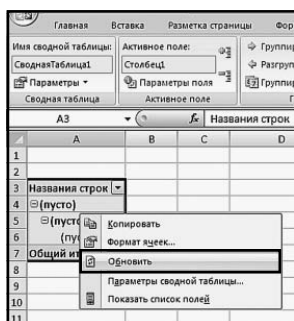 Главная Вставка Разметка страницы Фор
Имя сводной таблицы: Активное поле: Группир
СводнаяТаблица1 Столбец1 Разгруп
Параметры Параметры поля Группир
Сводная таблица Активное поле
A3 fx Названия строк
A B C D
1
2
3 Названия строк
4 (пусто)
5 (пусто
6 (пус
7 Общий ит
8
9
10
11
Копировать
Формат ячеек...
Обновить
Параметры сводной таблицы...
Показать список полей